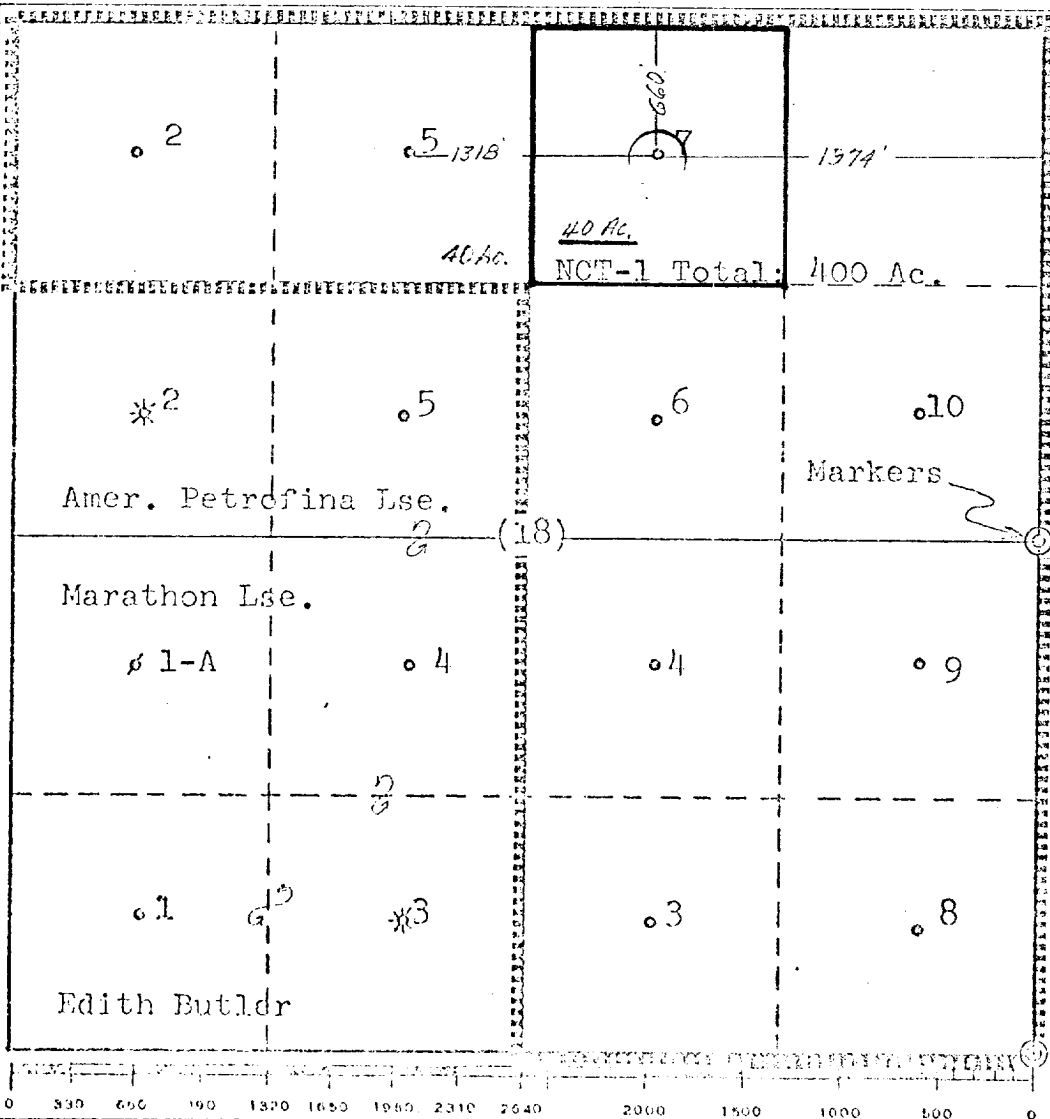 660'
2 5 1318' 7 1374'
40 Ac. 40 Ac.
NCT-1 Total: 400 Ac.
2 5 6 10
Markers
Amer. Petrofina Lse.
(18)
Marathon Lse.
1-A 4 4 9
1 3 3 8
Edith Butler
0 330 660 990 1320 1650 1980 2310 2640 2000 1500 1000 500 0